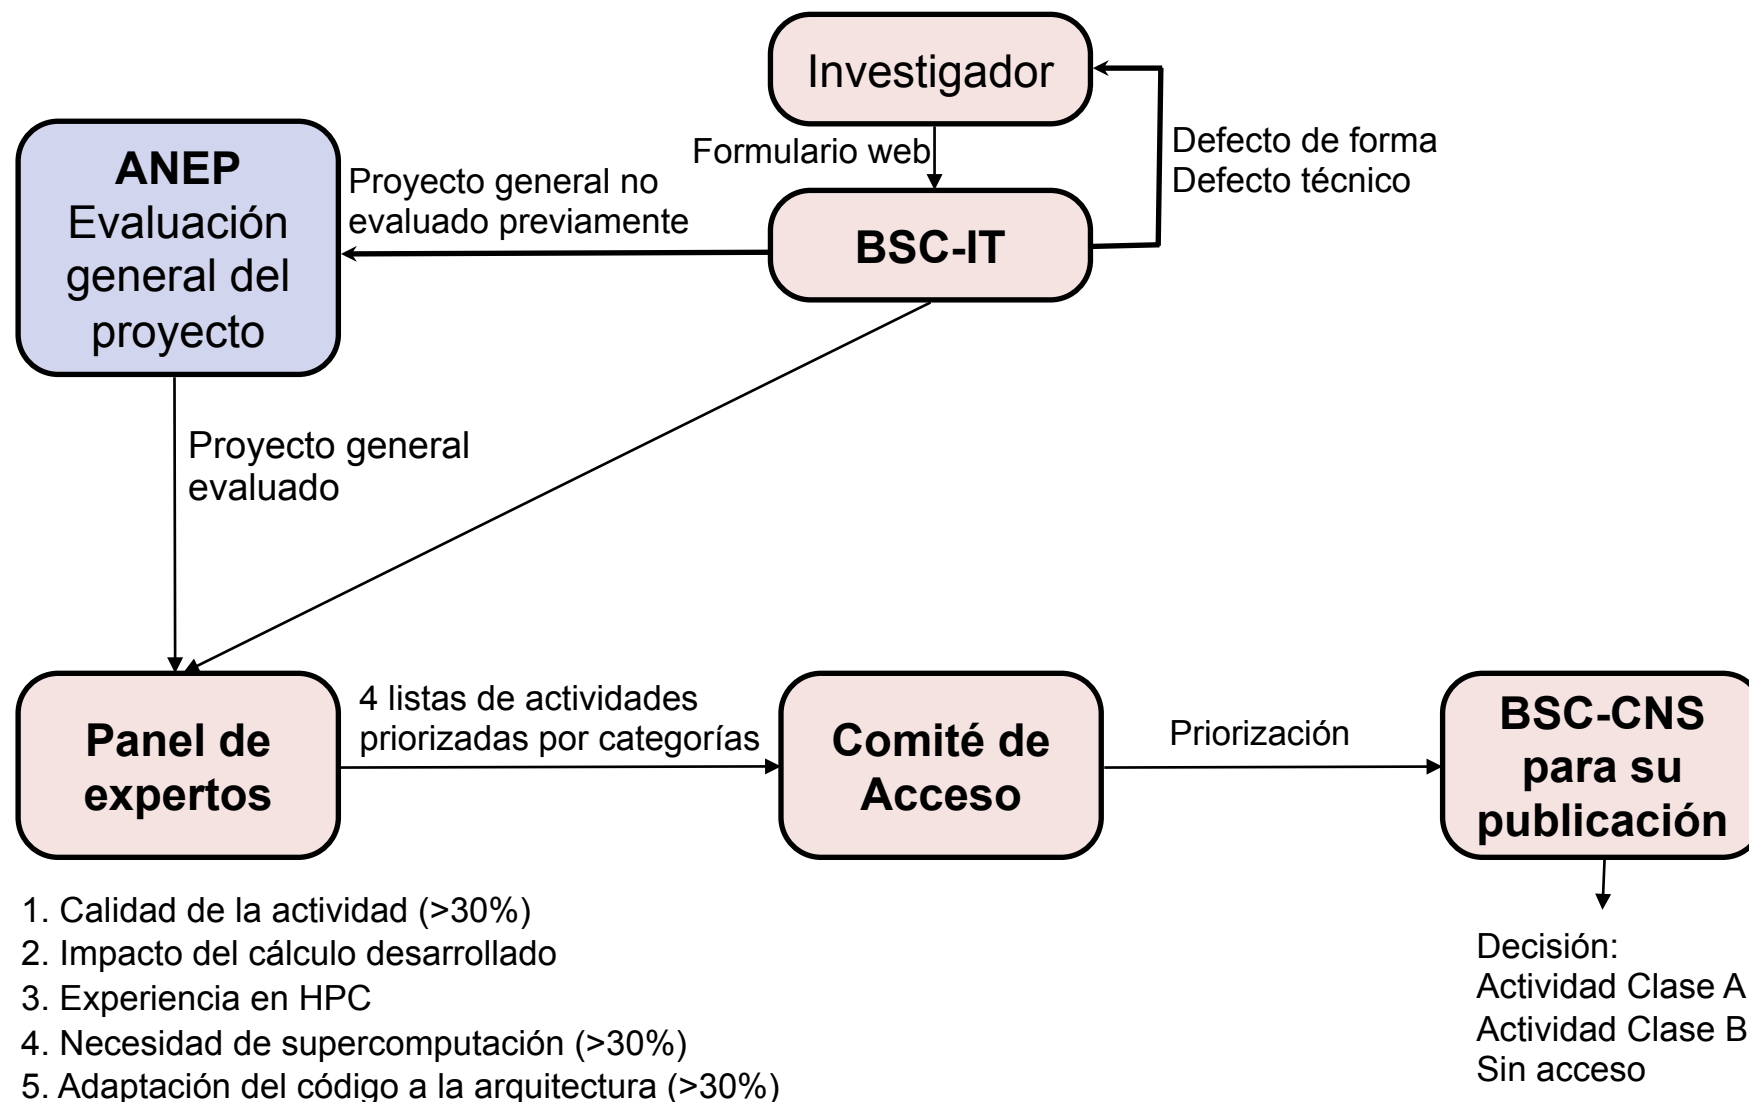 Investigador
Formulario web
Defecto de forma
Defecto técnico
BSC-IT
Proyecto general no
evaluado previamente
ANEP
Evaluación
general del
proyecto
Proyecto general
evaluado
Panel de
expertos
4 listas de actividades
priorizadas por categorías
Comité de
Acceso
Priorización
BSC-CNS
para su
publicación
1. Calidad de la actividad (>30%)
2. Impacto del cálculo desarrollado
3. Experiencia en HPC
4. Necesidad de supercomputación (>30%)
5. Adaptación del código a la arquitectura (>30%)
Decisión:
Actividad Clase A
Actividad Clase B
Sin acceso